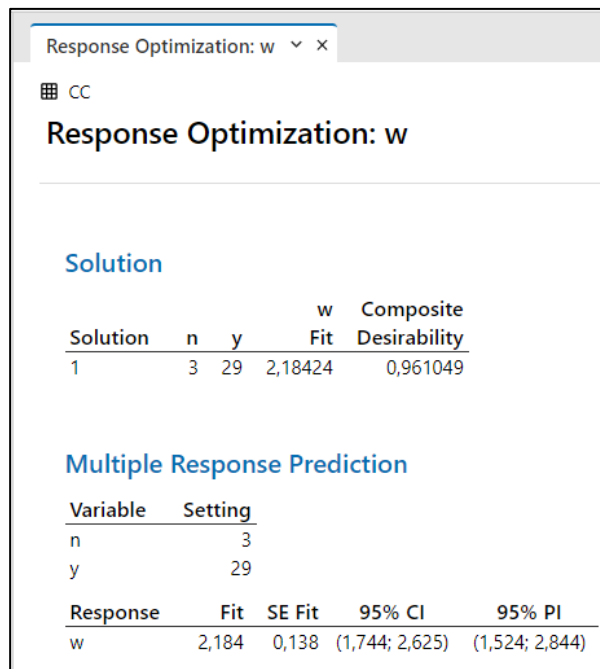 Response Optimization: w
CC
Response Optimization: w
Solution
w Composite
Solution n y Fit Desirability
1 3 29 2,18424 0,961049
Multiple Response Prediction
Variable Setting
n 3
y 29
Response Fit SE Fit 95% CI 95% PI
w 2,184 0,138 (1,744; 2,625) (1,524; 2,844)